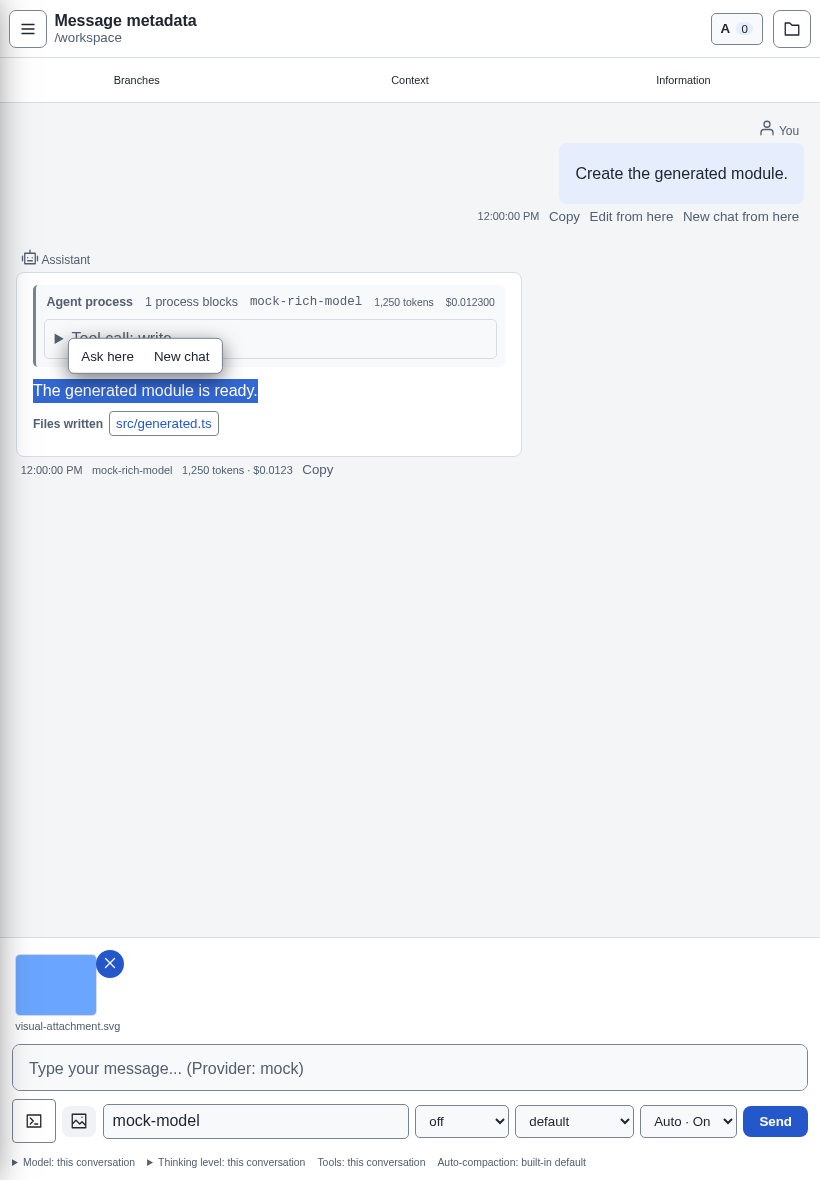 Message metadata
/workspace
A 0
Branches Context Information
You
Create the generated module.
12:00:00 PM Copy Edit from here New chat from here
Assistant
Agent process 1 process blocks mock-rich-model 1,250 tokens $0.012300
Tool call: write
Ask here New chat
The generated module is ready.
Files written src/generated.ts
12:00:00 PM mock-rich-model 1,250 tokens · $0.0123 Copy
visual-attachment.svg
Type your message... (Provider: mock)
mock-model off default Auto · On Send
Model: this conversation Thinking level: this conversation Tools: this conversation Auto-compaction: built-in default